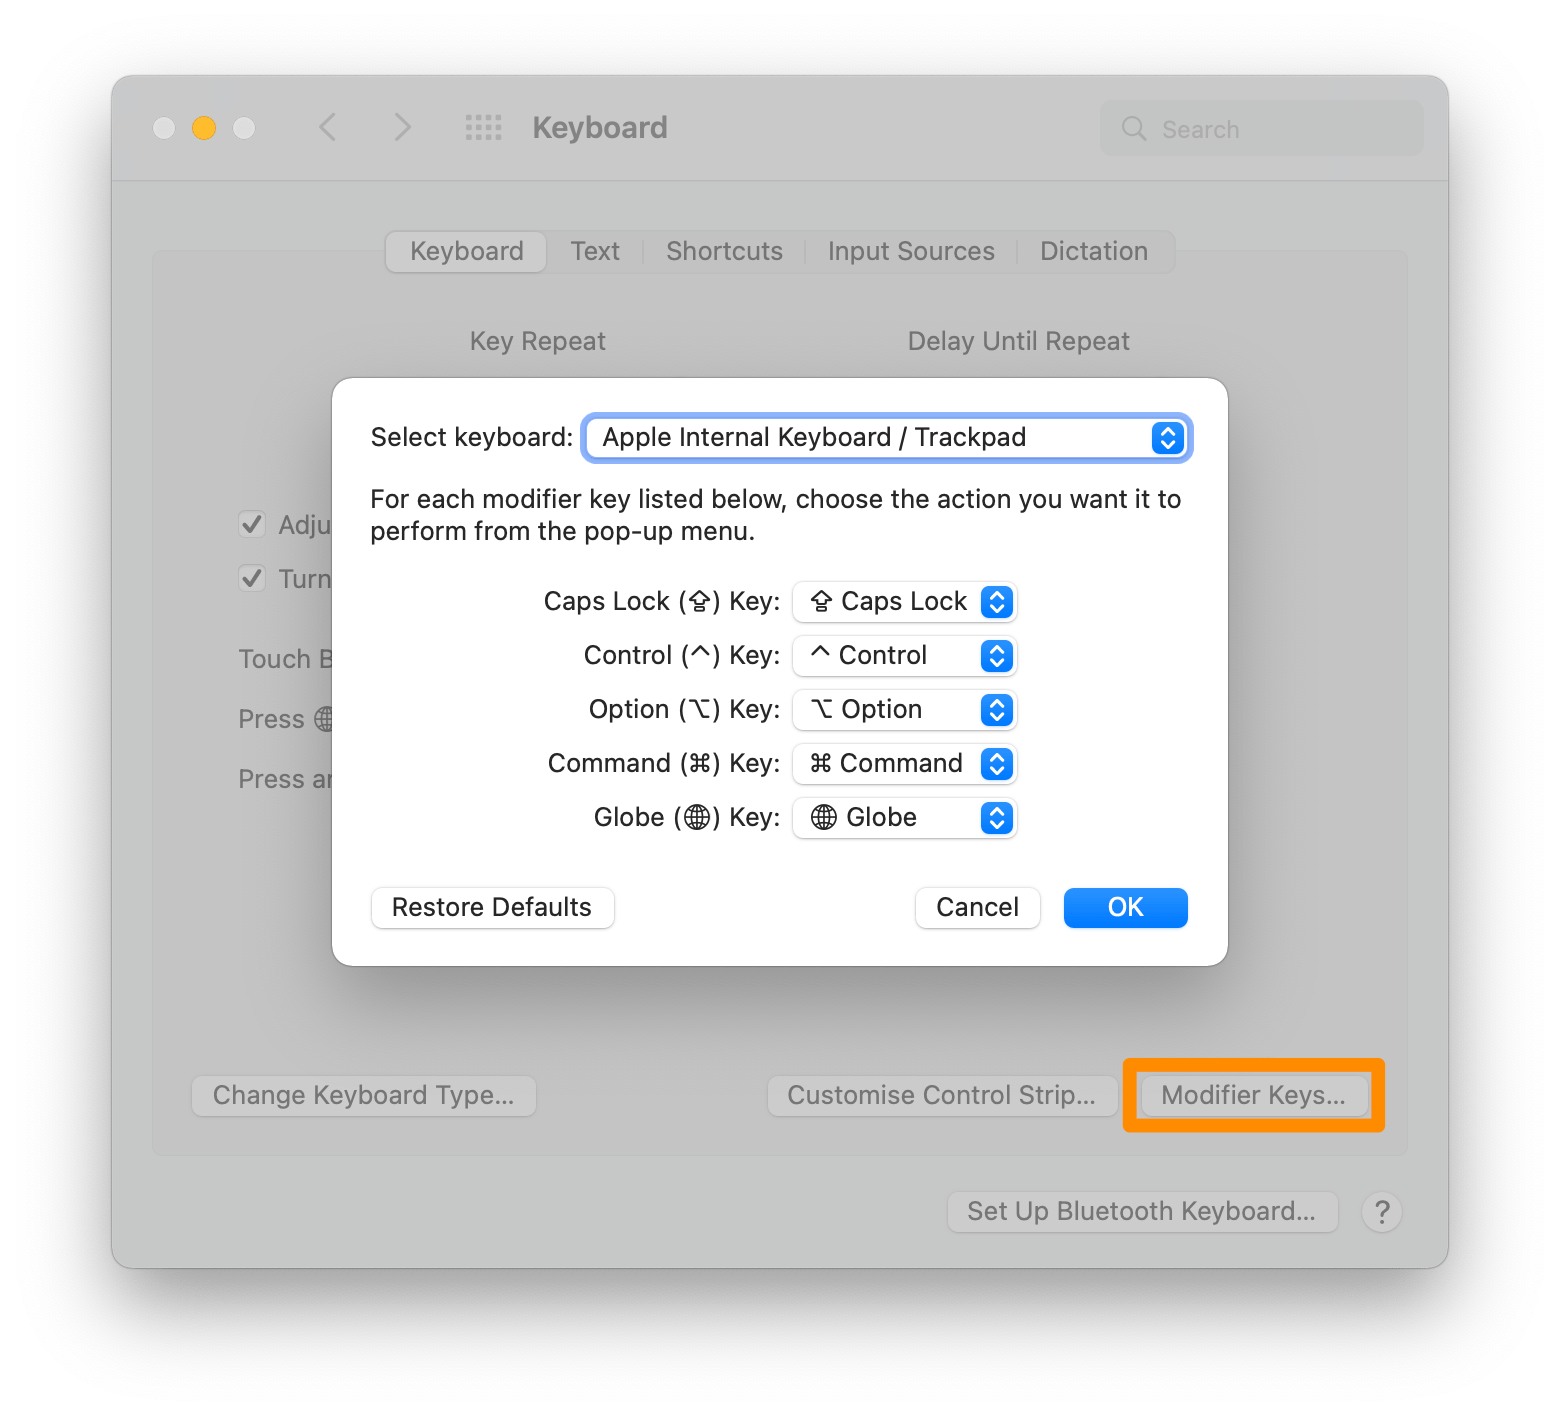 Keyboard
Search
Keyboard Text Shortcuts Input Sources Dictation
Key Repeat Delay Until Repeat
Select keyboard: Apple Internal Keyboard / Trackpad
For each modifier key listed below, choose the action you want it to
perform from the pop-up menu.
Adju
Turn
Caps Lock (⇪) Key: ⇪ Caps Lock
Control (^) Key: ^ Control
Touch B
Option (⌥) Key: ⌥ Option
Press 🌐
Command (⌘) Key: ⌘ Command
Press ar
Globe (🌐) Key: 🌐 Globe
Restore Defaults Cancel OK
Change Keyboard Type... Customise Control Strip... Modifier Keys...
Set Up Bluetooth Keyboard... ?